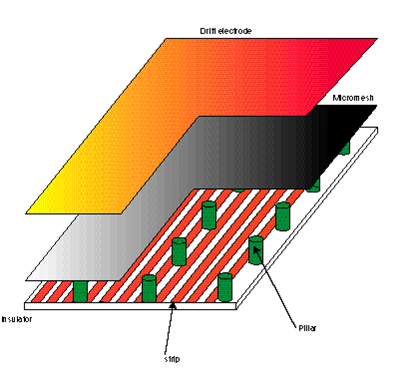 Drift electrode
Micromesh
Insulator
Pillar
strip